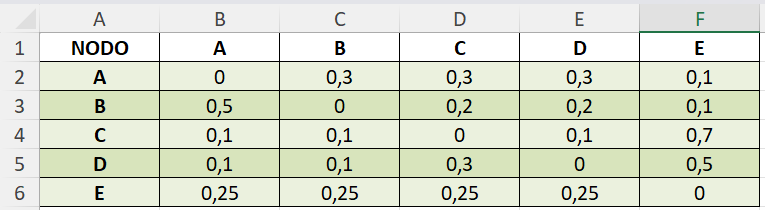 A B C D E F
1 NODO A B C D E
2 A 0 0,3 0,3 0,3 0,1
3 B 0,5 0 0,2 0,2 0,1
4 C 0,1 0,1 0 0,1 0,7
5 D 0,1 0,1 0,3 0 0,5
6 E 0,25 0,25 0,25 0,25 0